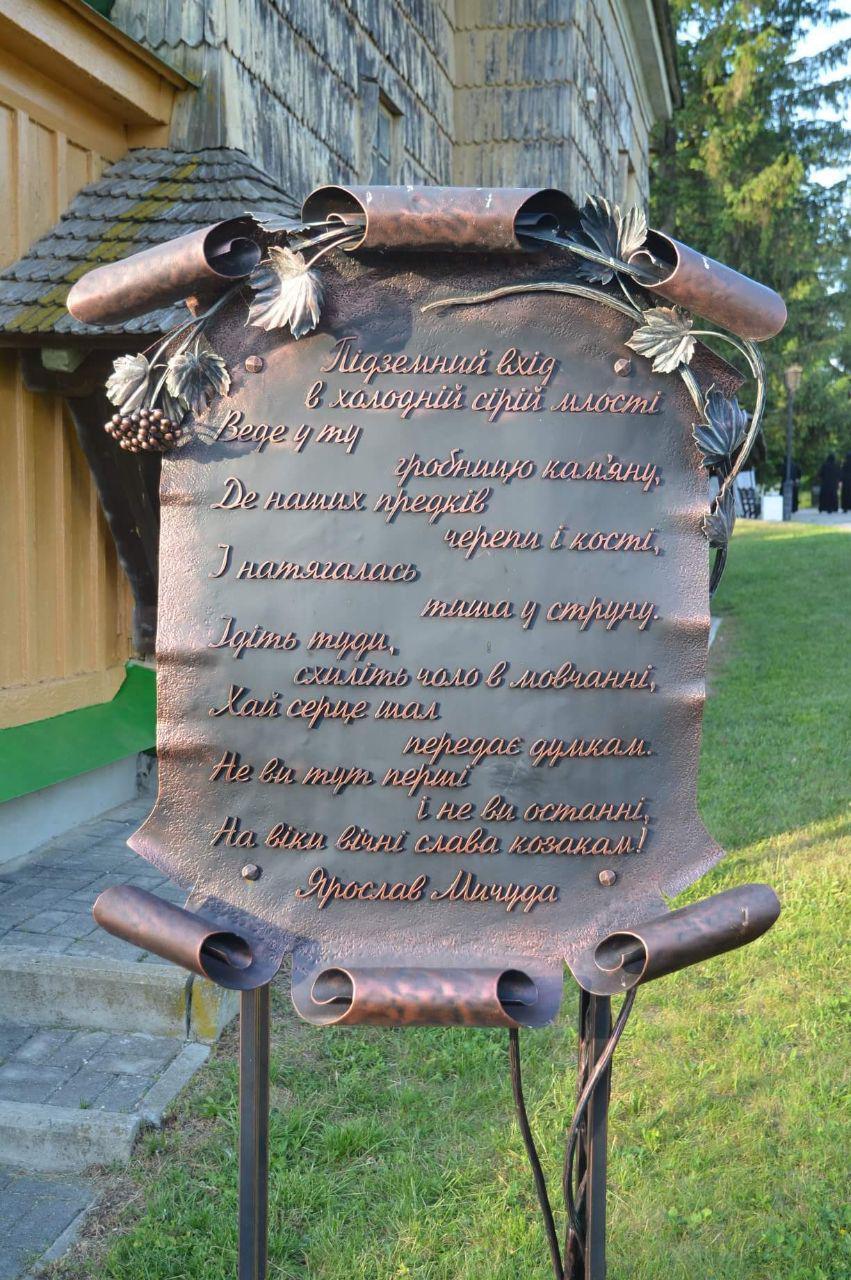 Підземний вхід
в холодній сірій млості
Веде у ту
гробницю кам'яну,
Де наших предків
черепи і кості,
І натягалась
тиша у струну.
Ідіть туди,
схиліть чоло в мовчанні,
Хай серце шал
передає думкам.
Не ви тут перші
і не ви останні,
На віки вічні слава козакам!
Ярослав Мичуда